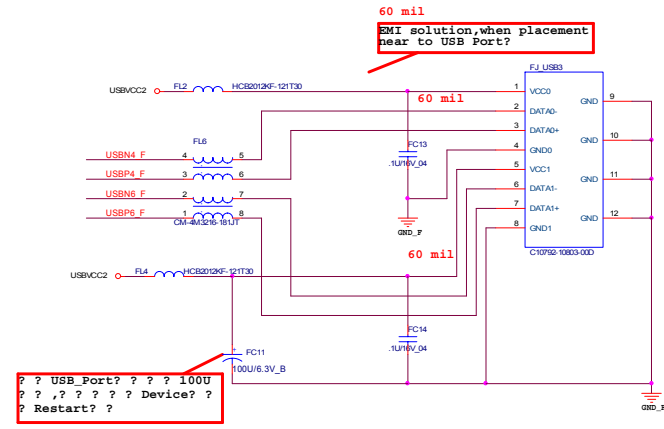 60 mil
EMI solution,when placement
near to USB Port?
FJ_USB3
USBVCC2
FL2
HCB2012KF-121T30
1
VCC0
GND
9
60 mil
2
DATA0-
3
DATA0+
GND
10
FL6
USBN4_F
4
5
FC13
.1U/16V_04
4
GND0
USBP4_F
3
6
5
VCC1
GND
11
USBN6_F
2
7
6
DATA1-
USBP6_F
1
8
CM-4M3216-181JT
7
DATA1+
GND
12
8
GND1
GND_F
C10792-10803-00D
60 mil
USBVCC2
FL4
HCB2012KF-121T30
FC14
.1U/16V_04
+
FC11
100U/6.3V_B
? ? USB_Port? ? ? ? 100U
? ? ,? ? ? ? ? Device? ?
? Restart? ?
GND_F